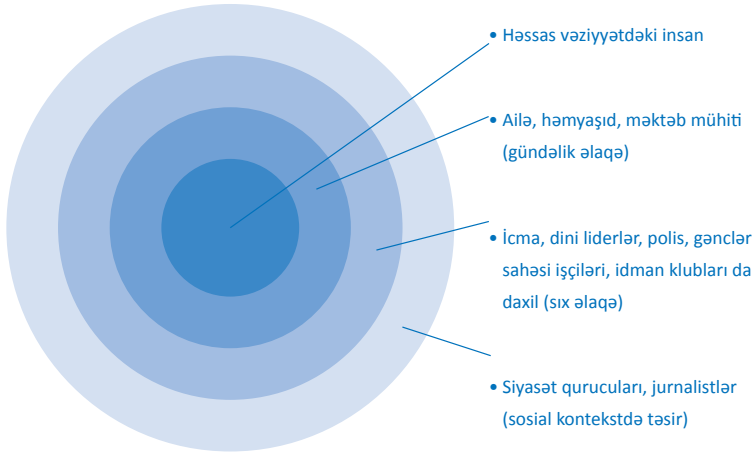 • Həssas vəziyyətdəki insan
• Ailə, həmyaşıd, məktəb mühiti
(gündəlik əlaqə)
• İcma, dini liderlər, polis, gənclər
sahəsi işçiləri, idman klubları da
daxil (sıx əlaqə)
• Siyasət qurucuları, jurnalistlər
(sosial kontekstdə təsir)